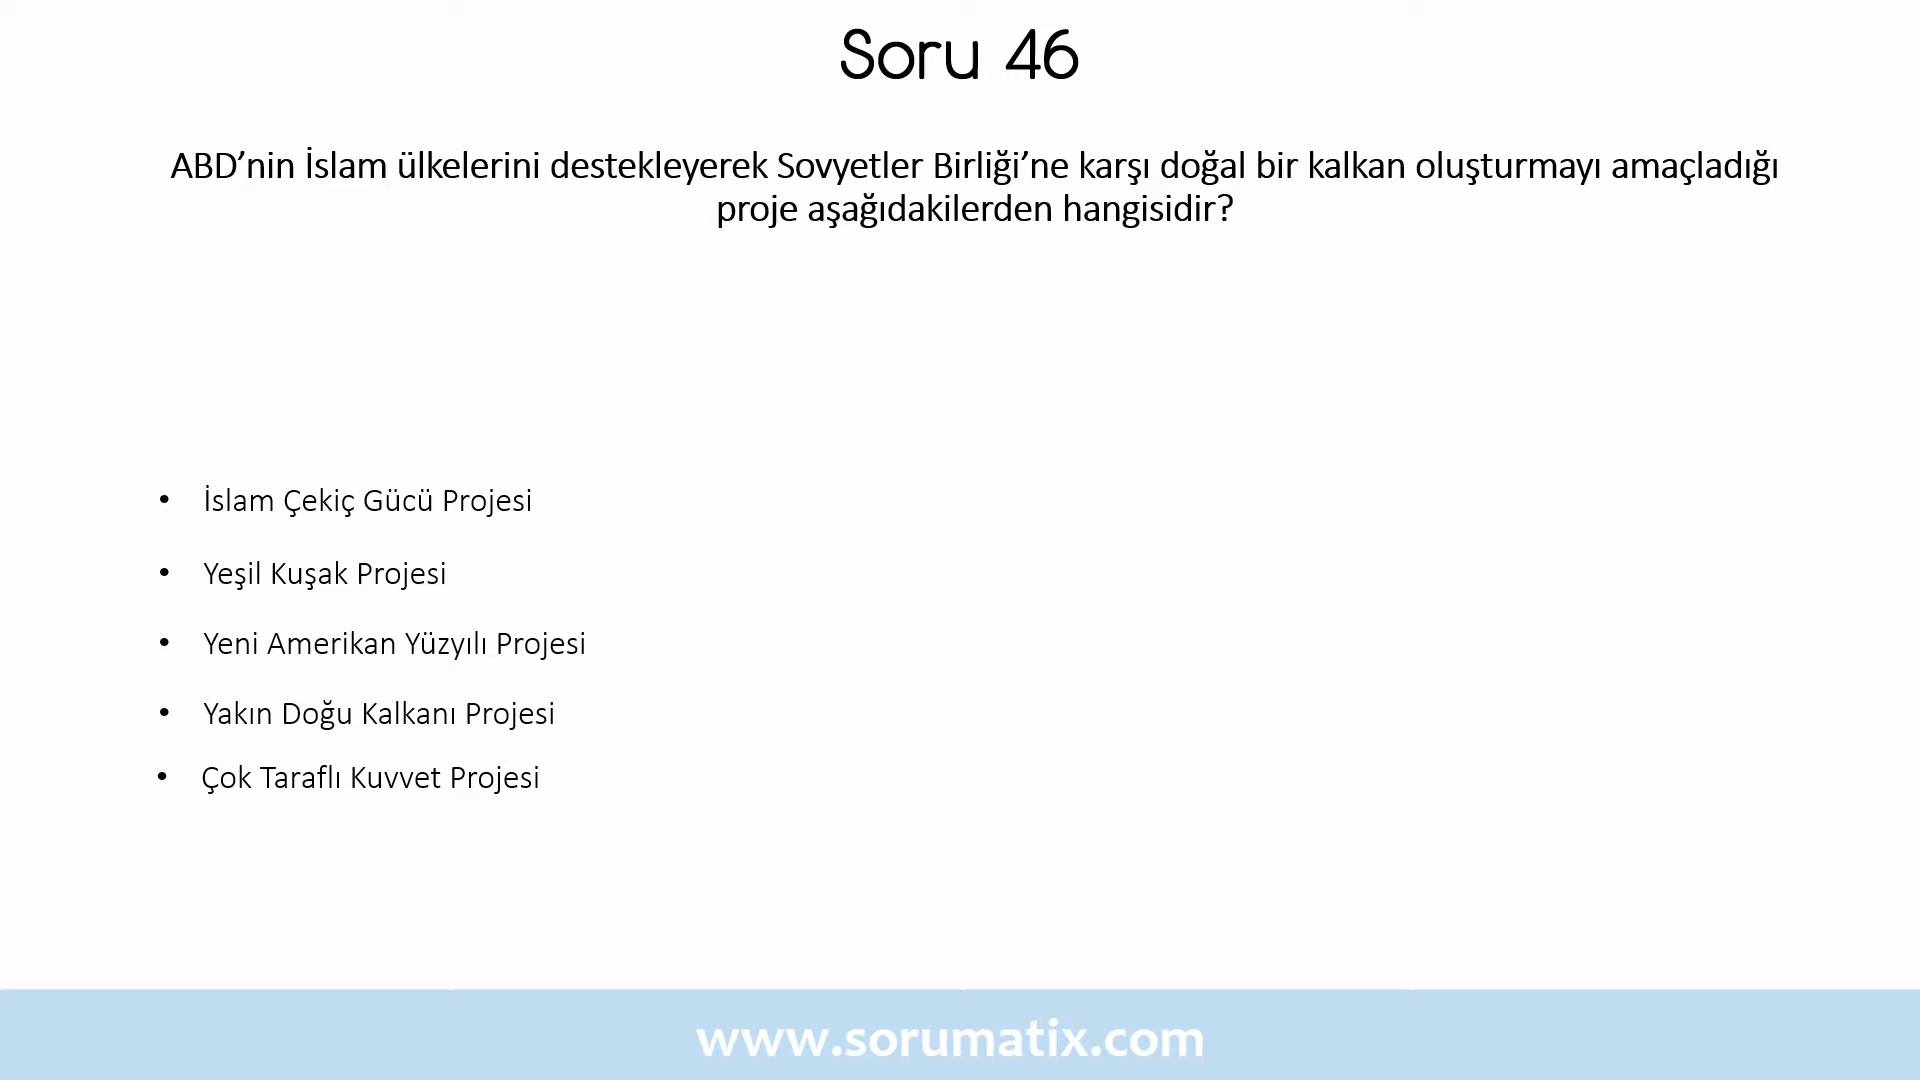 Soru 46
ABD’nin İslam ülkelerini destekleyerek Sovyetler Birliği’ne karşı doğal bir kalkan oluşturmayı amaçladığı
proje aşağıdakilerden hangisidir?
• İslam Çekiç Gücü Projesi
• Yeşil Kuşak Projesi
• Yeni Amerikan Yüzyılı Projesi
• Yakın Doğu Kalkanı Projesi
• Çok Taraflı Kuvvet Projesi
www.sorumatix.com